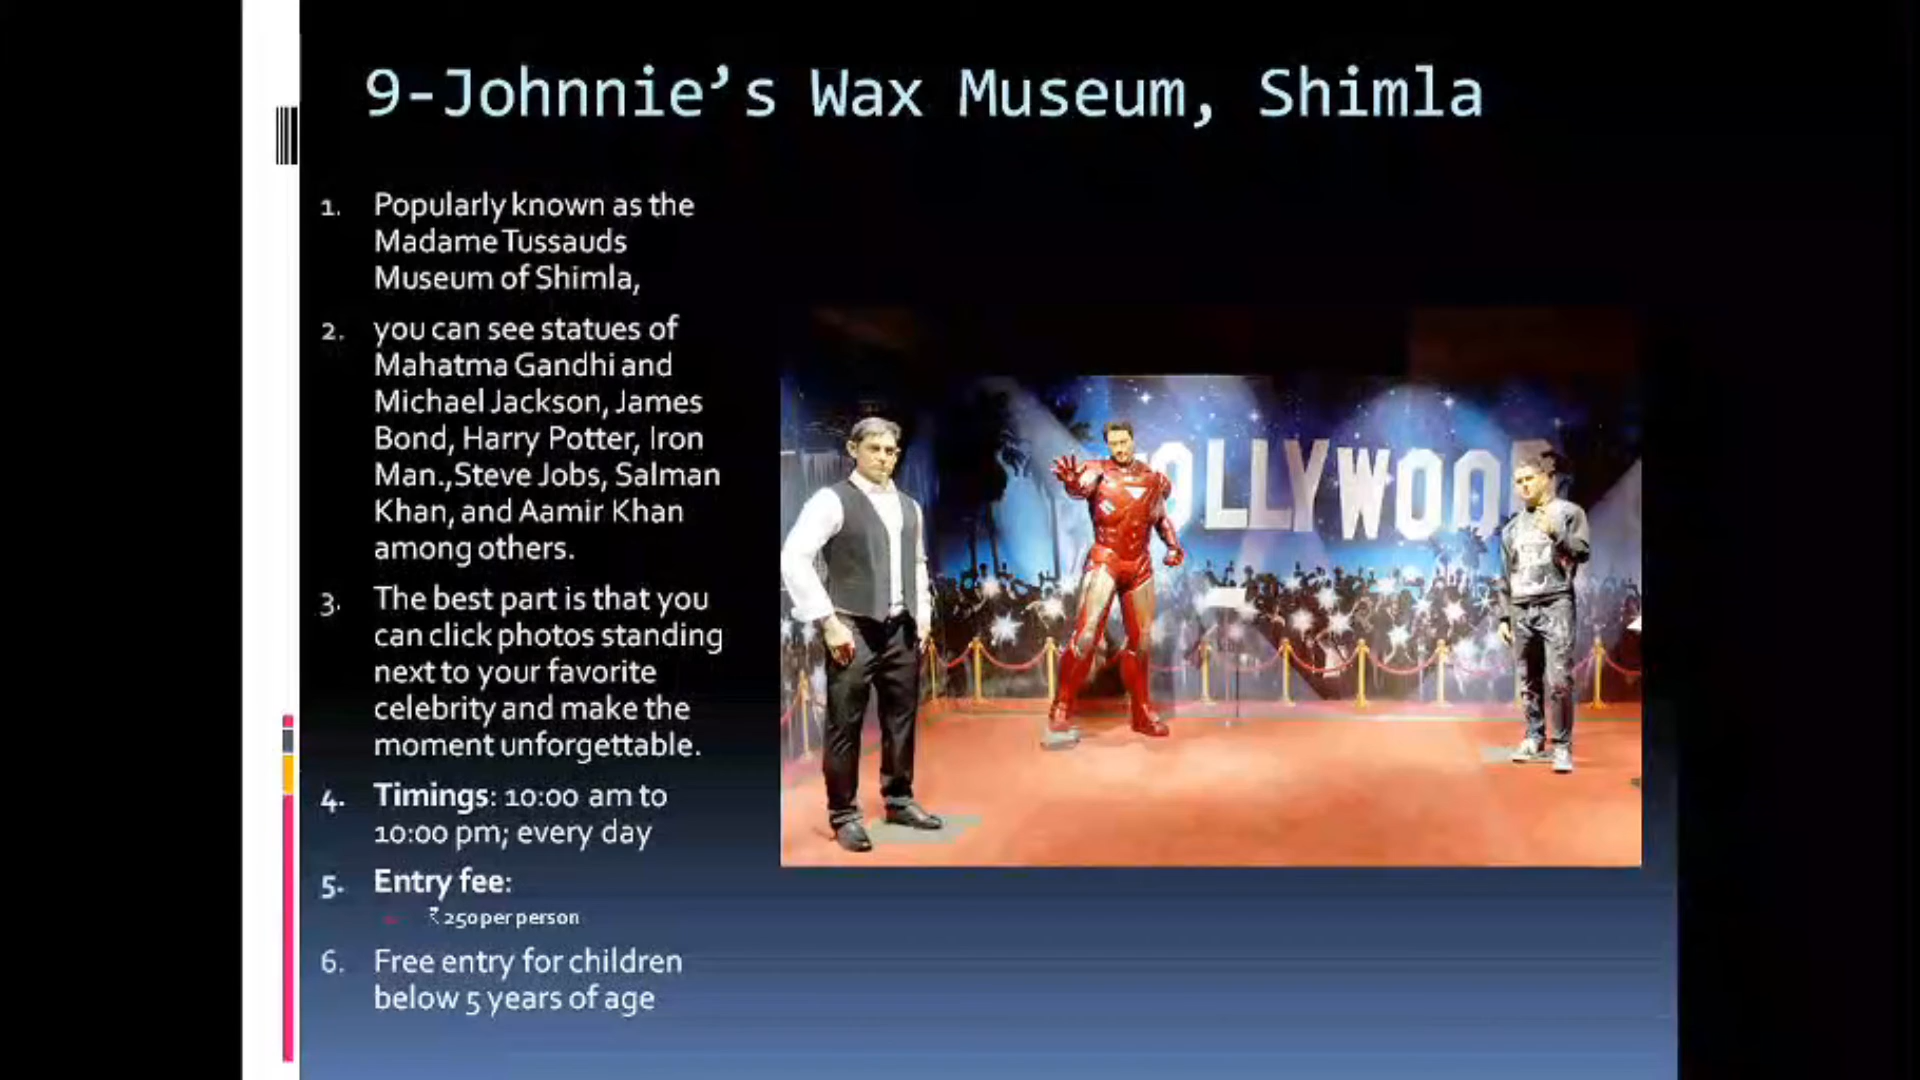 9-Johnnie’s Wax Museum, Shimla
1. Popularly known as the
Madame Tussauds
Museum of Shimla,
2. you can see statues of
Mahatma Gandhi and
Michael Jackson, James
Bond, Harry Potter, Iron
Man.,Steve Jobs, Salman
Khan, and Aamir Khan
among others.
3. The best part is that you
can click photos standing
next to your favorite
celebrity and make the
moment unforgettable.
4. Timings: 10:00 am to
10:00 pm; every day
5. Entry fee:
₹ 250per person
6. Free entry for children
below 5 years of age
OLLYWOOD